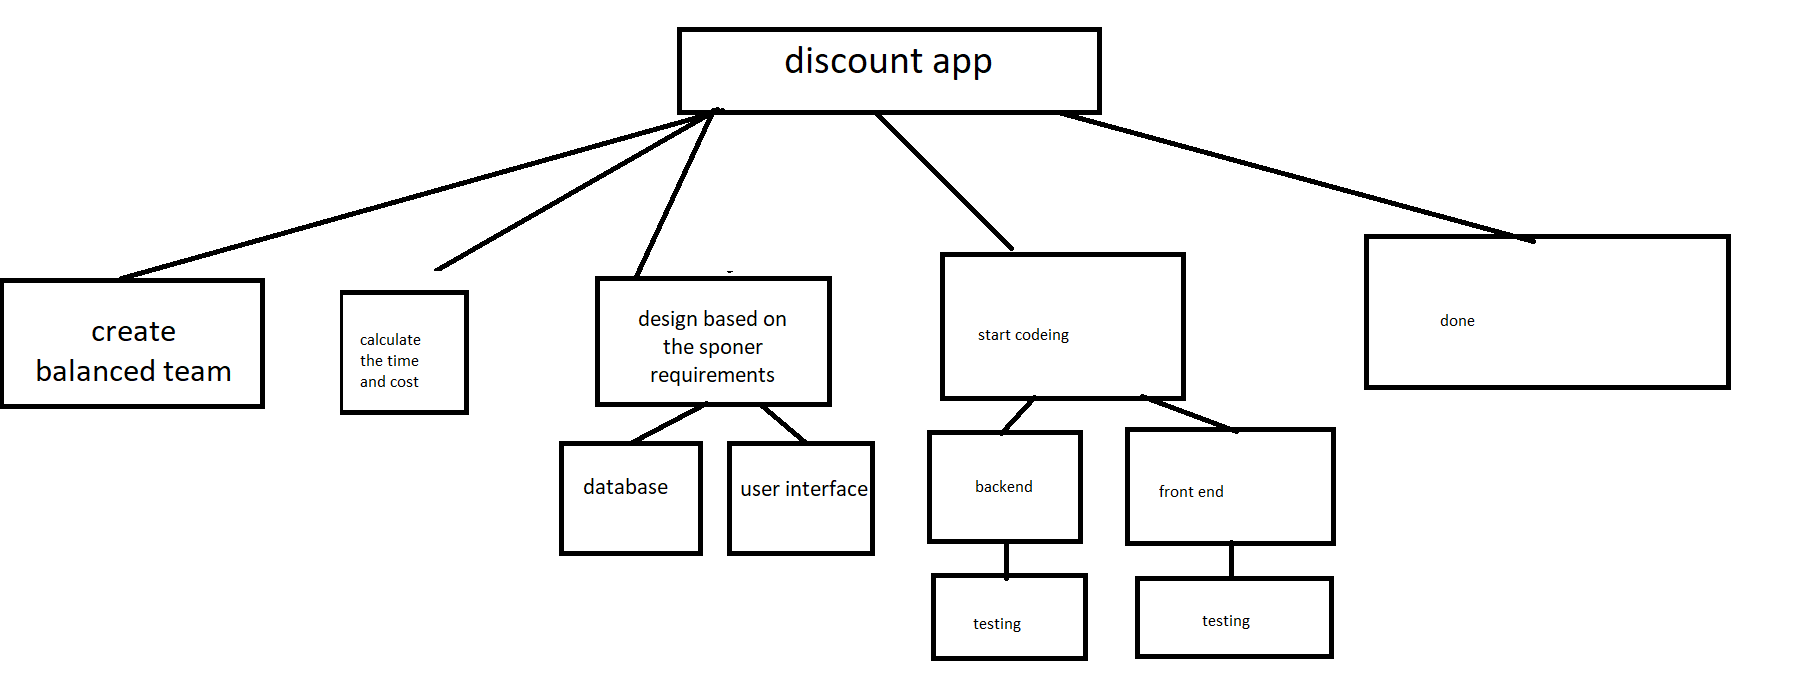 discount app
create
balanced team
calculate
the time
and cost
design based on
the sponer
requirements
start codeing
done
database
user interface
backend
front end
testing
testing